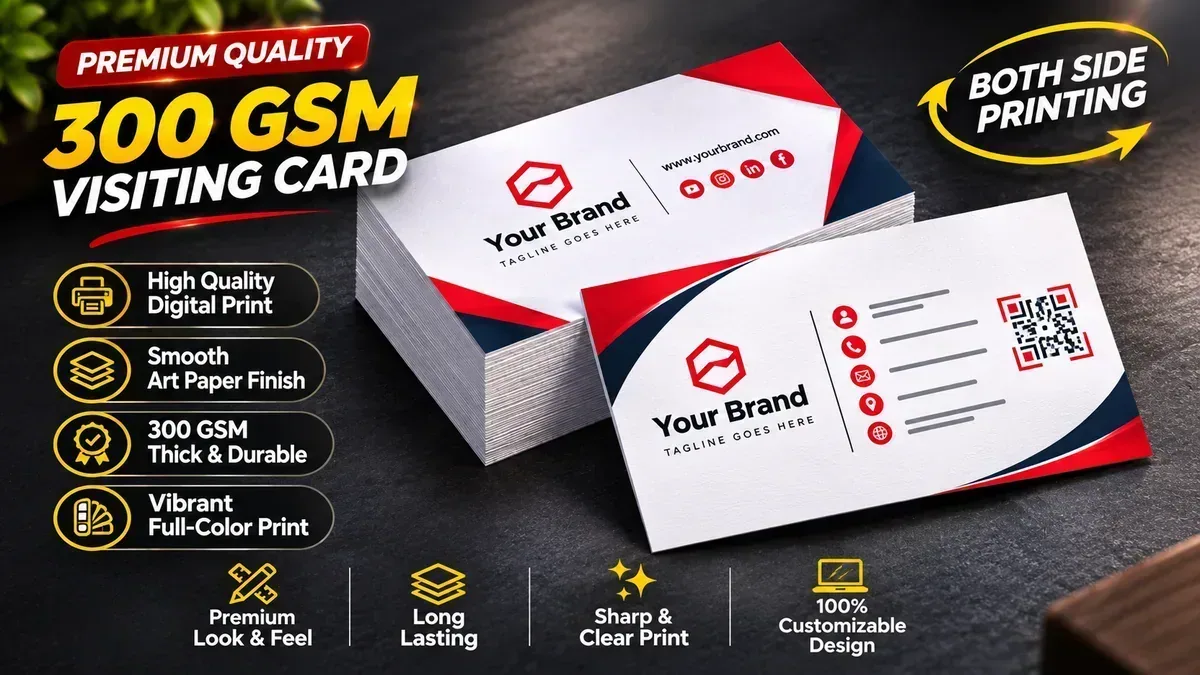 PREMIUM QUALITY
300 GSM
VISITING CARD
BOTH SIDE
PRINTING
High Quality
Digital Print
Smooth
Art Paper Finish
300 GSM
Thick & Durable
Vibrant
Full-Color Print
www.yourbrand.com
Your Brand
TAGLINE GOES HERE
Your Brand
TAGLINE GOES HERE
Premium
Look & Feel
Long
Lasting
Sharp &
Clear Print
100%
Customizable
Design